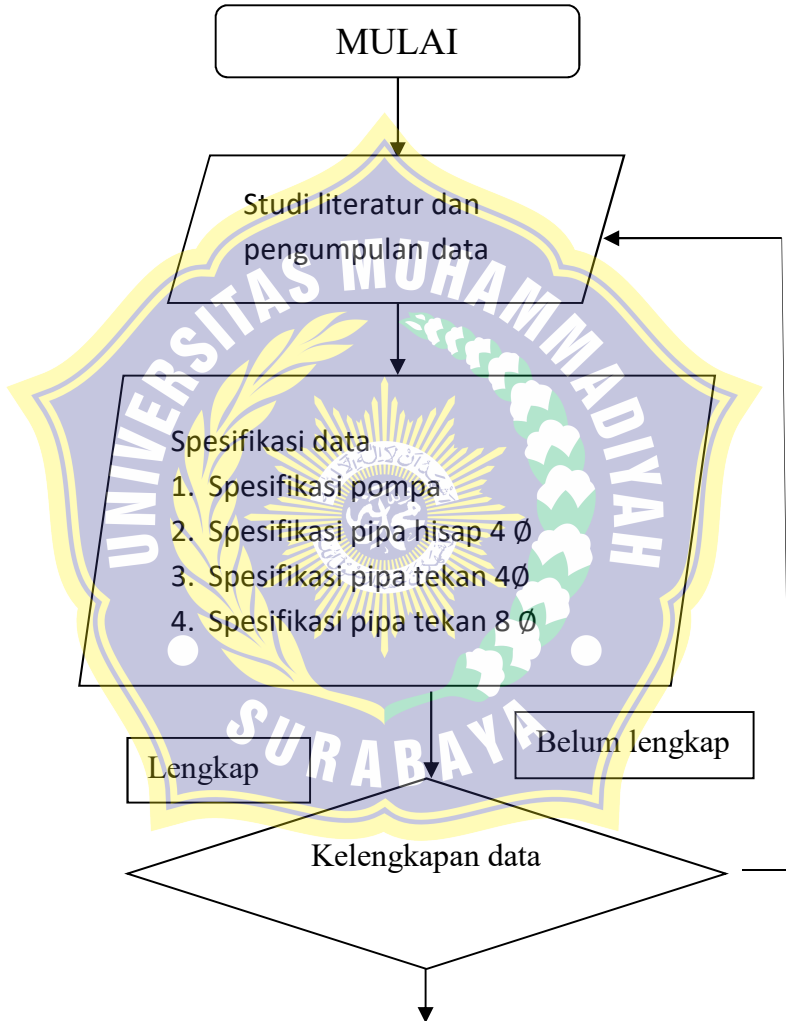 MULAI
Studi literatur dan
pengumpulan data
UNIVERSITAS MUHAMMADIYAH
Spesifikasi data
1. Spesifikasi pompa
2. Spesifikasi pipa hisap 4 Ø
3. Spesifikasi pipa tekan 4Ø
4. Spesifikasi pipa tekan 8 Ø
SURABAYA
Belum lengkap
Lengkap
Kelengkapan data